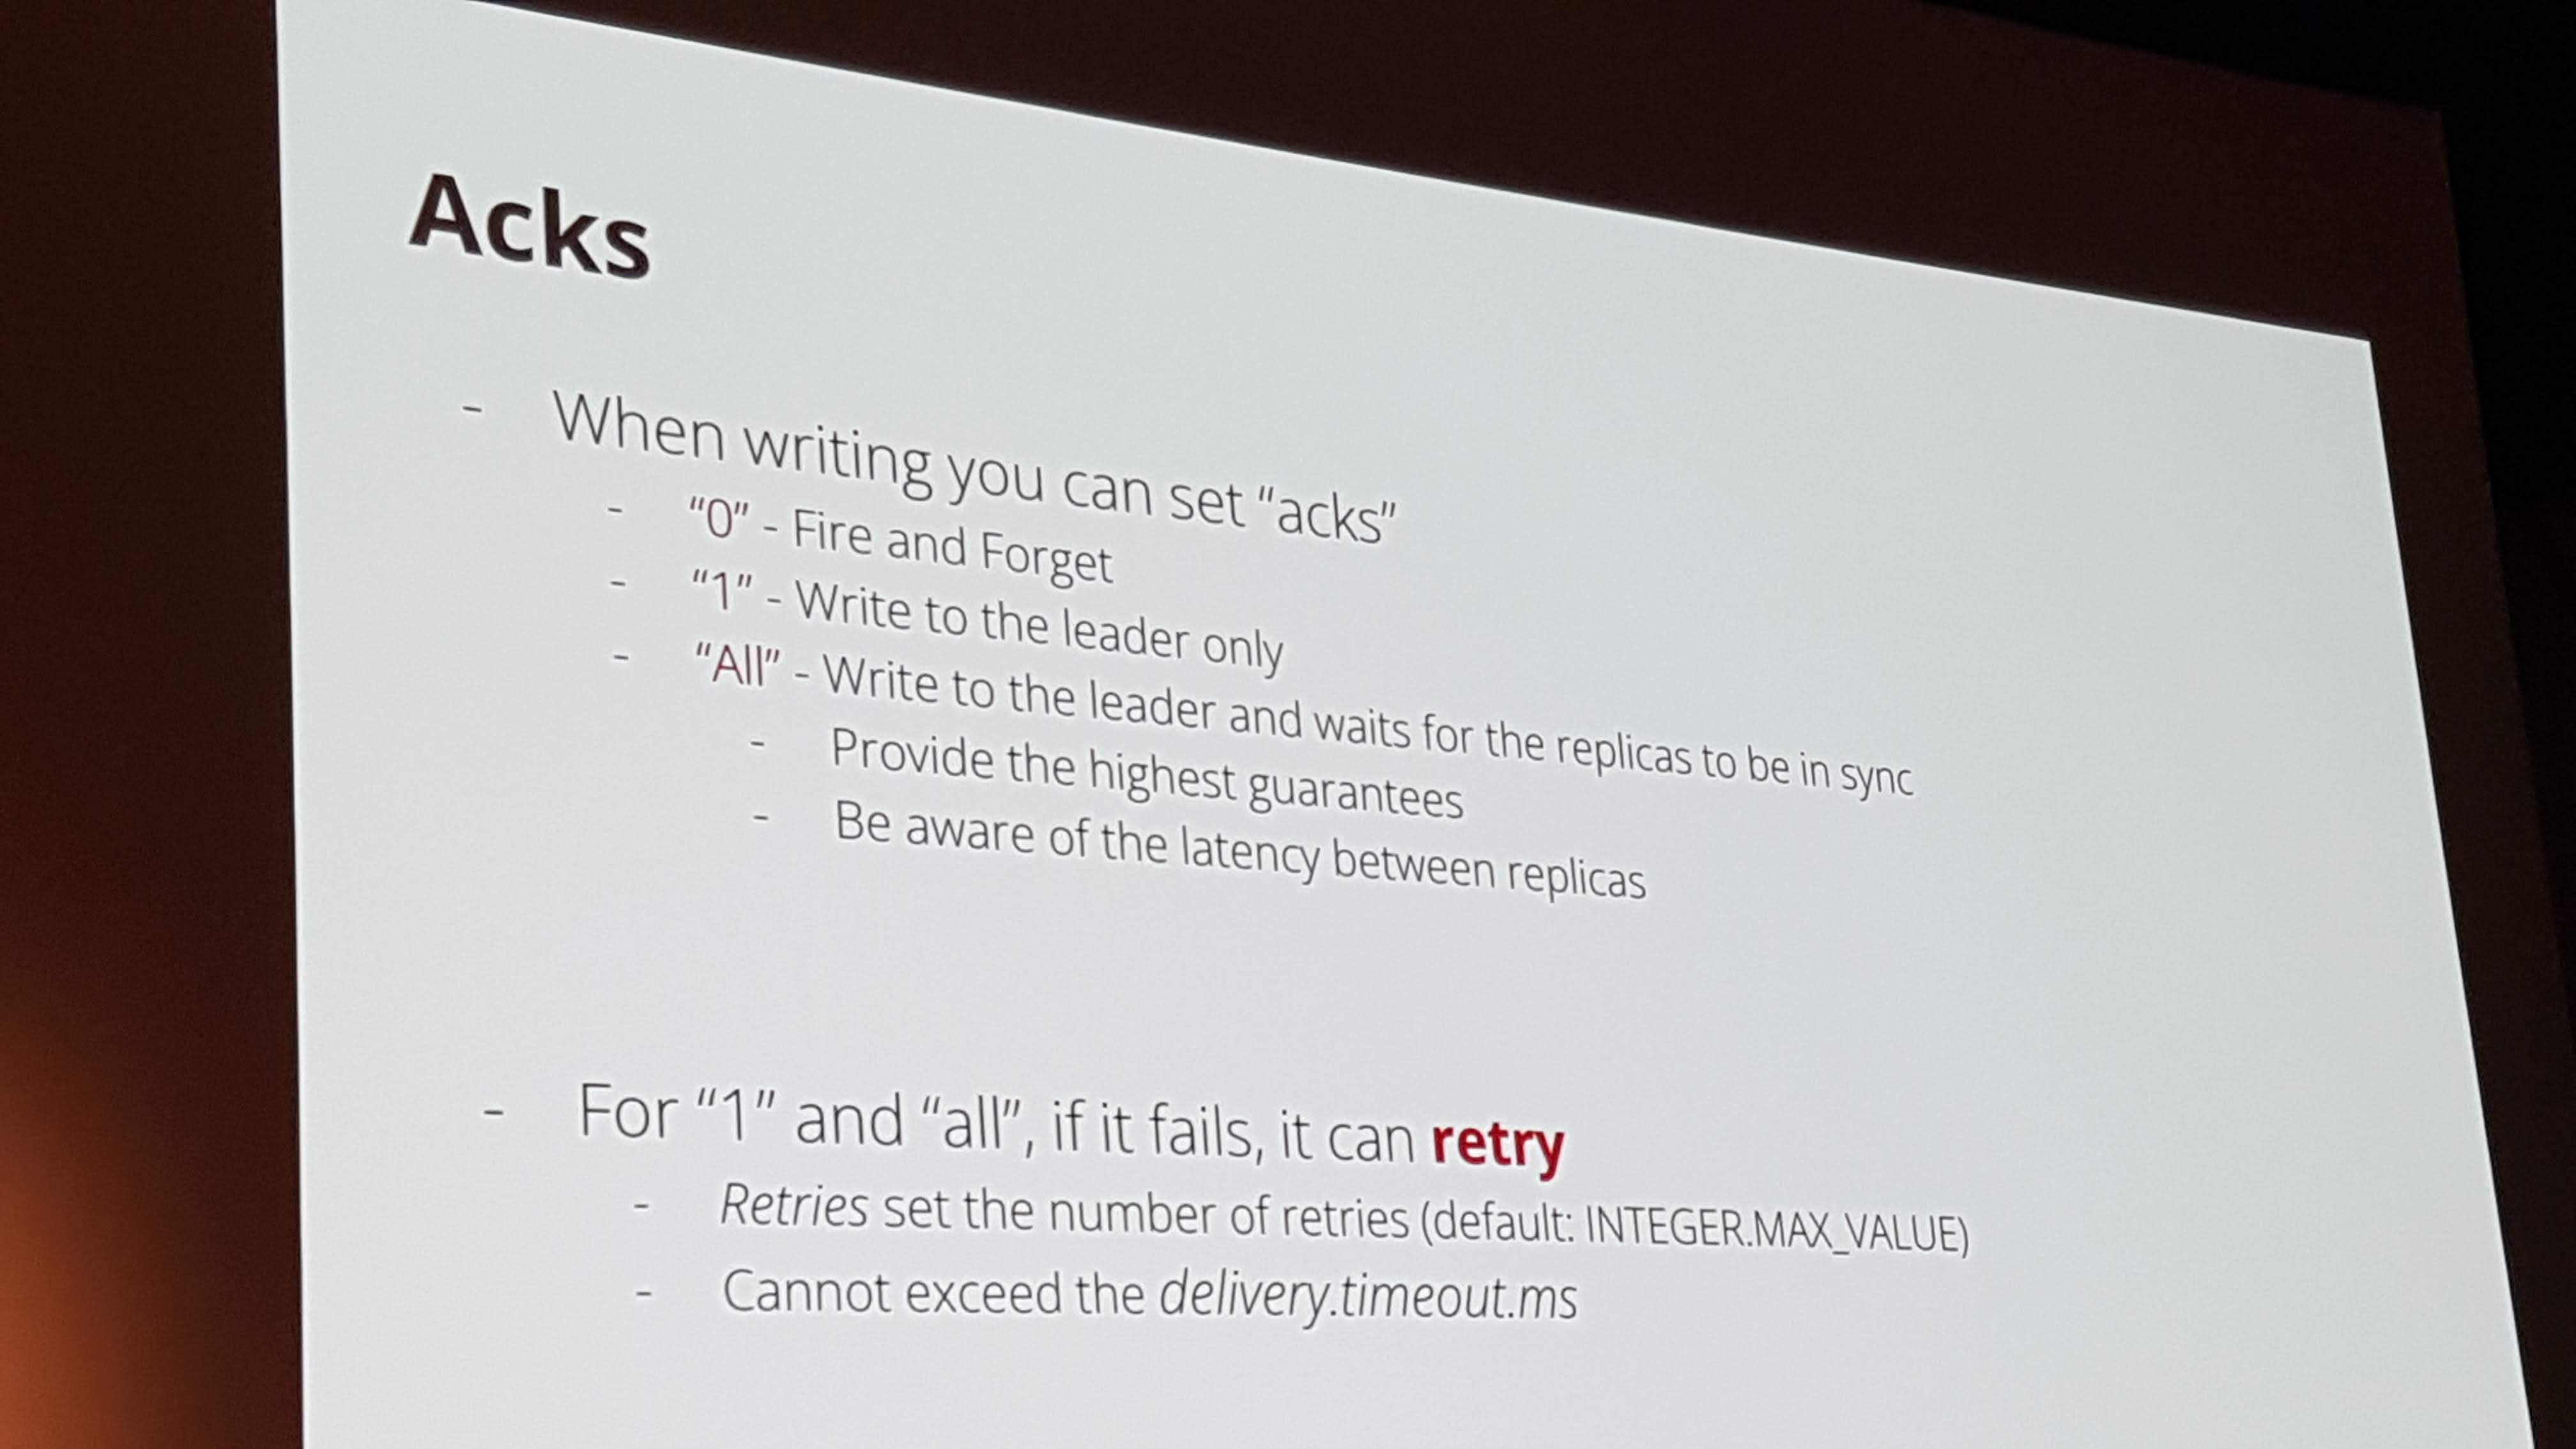 Acks
- When writing you can set “acks”
- “0” - Fire and Forget
- “1” - Write to the leader only
- “All” - Write to the leader and waits for the replicas to be in sync
- Provide the highest guarantees
- Be aware of the latency between replicas
- For “1” and “all”, if it fails, it can retry
- Retries set the number of retries (default: INTEGER.MAX_VALUE)
- Cannot exceed the delivery.timeout.ms